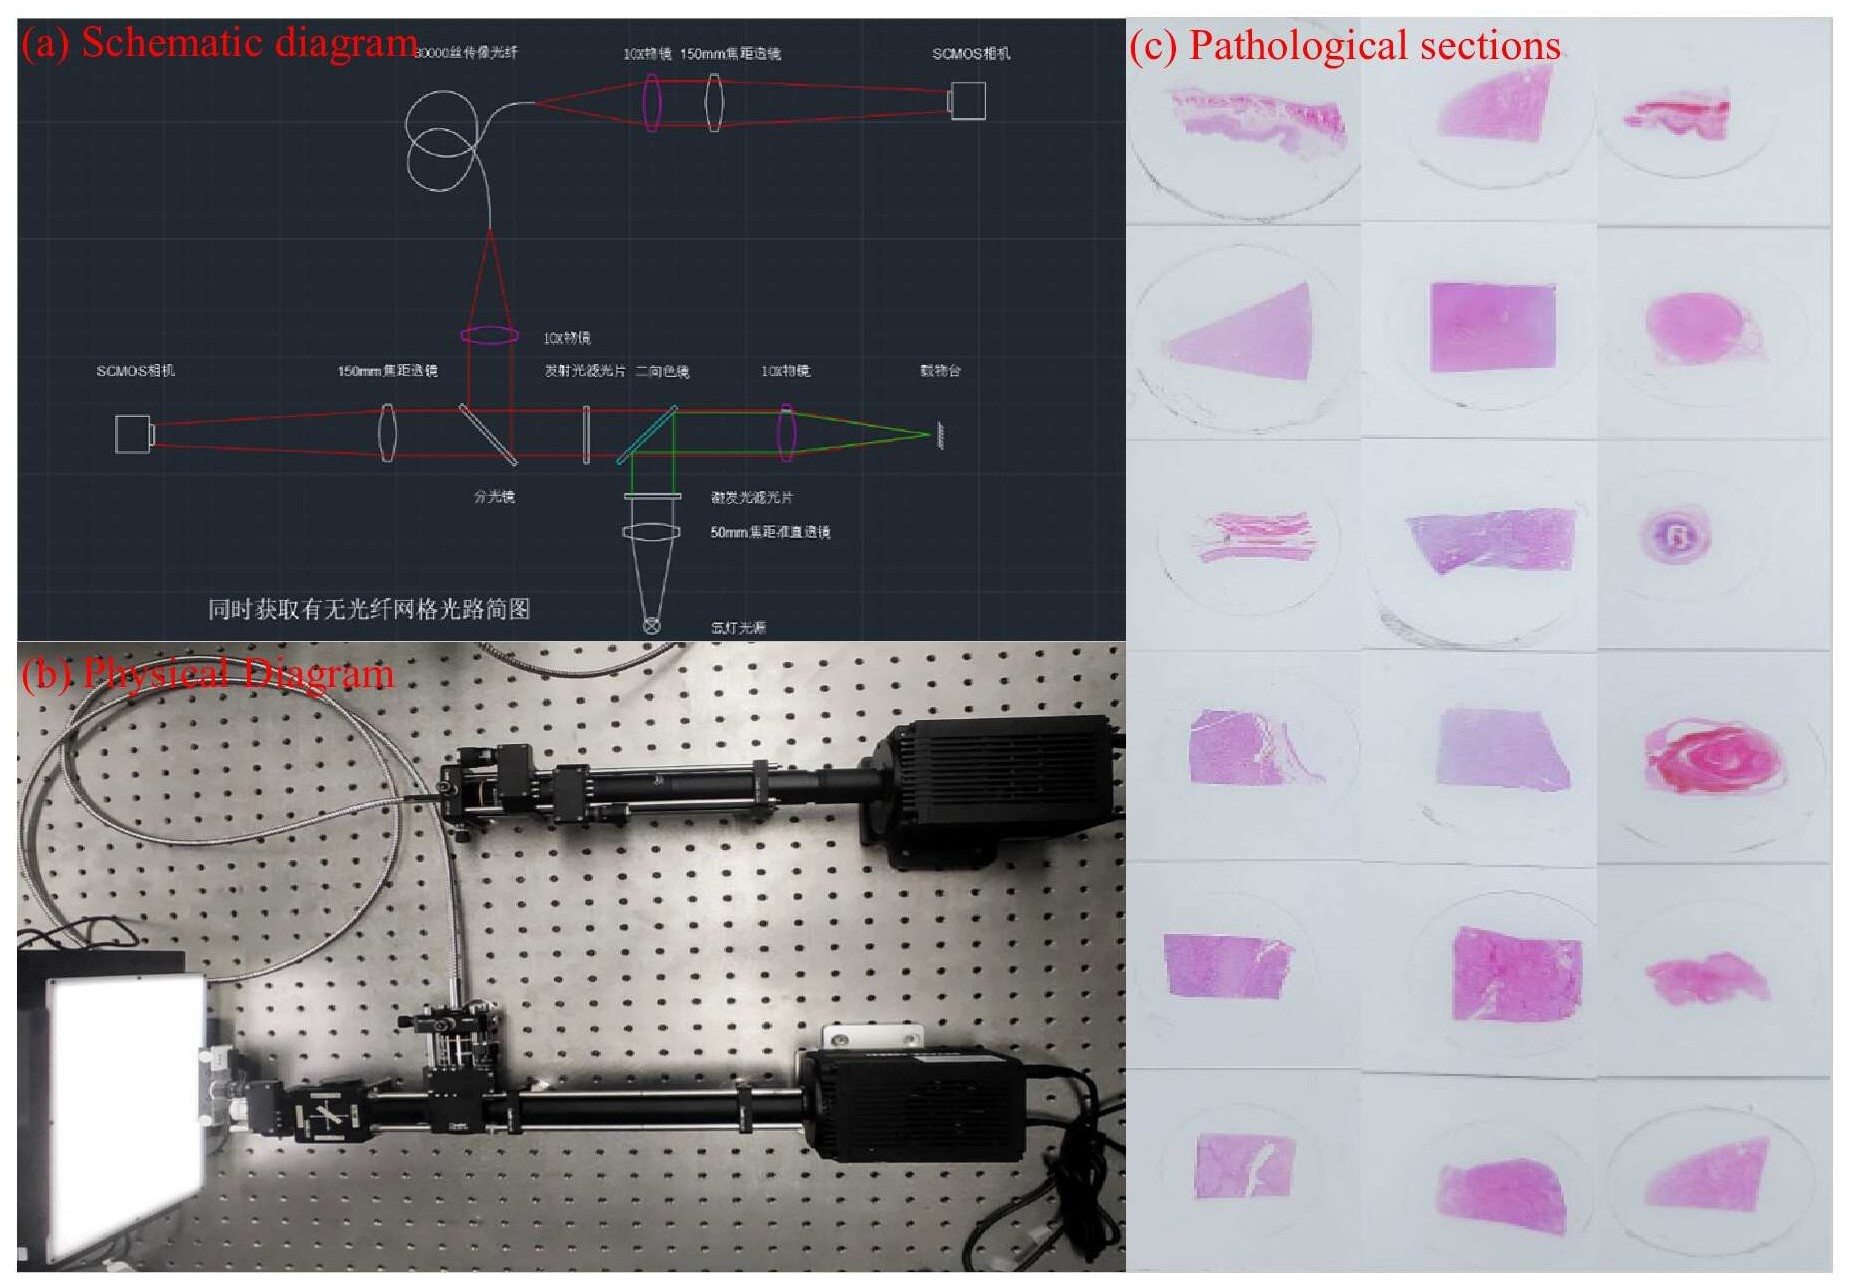 (a) Schematic diagram
80000丝传像光纤
10X物镜
150mm焦距透镜
SCMOS相机
10X物镜
SCMOS相机
150mm焦距透镜
发射光滤光片
二向色镜
10X物镜
载物台
分光镜
激发光滤光片
50mm焦距准直透镜
氙灯光源
同时获取有无光纤网格光路简图
(b) Physical Diagram
(c) Pathological sections